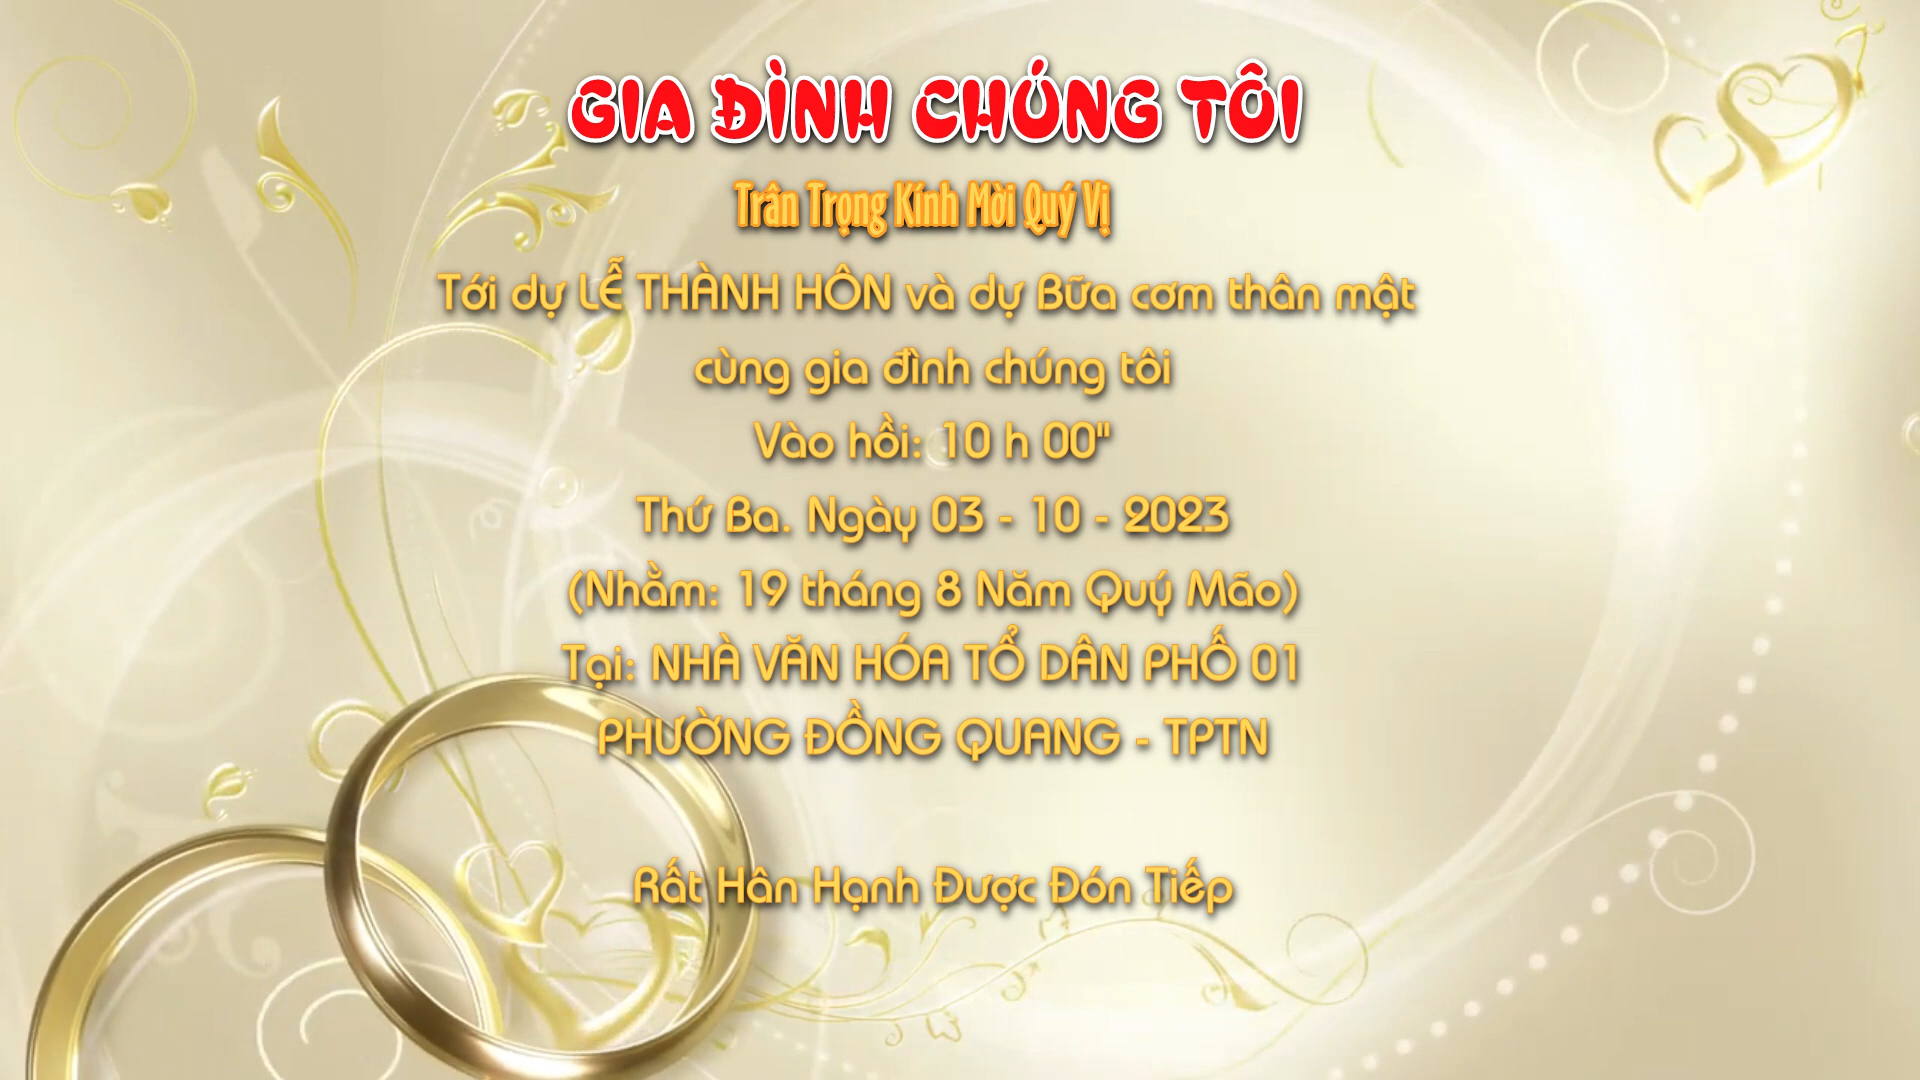 GIA ĐÌNH CHÚNG TÔI
Trân Trọng Kính Mời Quý Vị
Tới dự LỄ THÀNH HÔN và dự Bữa cơm thân mật
cùng gia đình chúng tôi
Vào hồi: 10 h 00"
Thứ Ba. Ngày 03 - 10 - 2023
(Nhằm: 19 tháng 8 Năm Quý Mão)
Tại: NHÀ VĂN HÓA TỔ DÂN PHỐ 01
PHƯỜNG ĐỒNG QUANG - TPTN
Rất Hân Hạnh Được Đón Tiếp